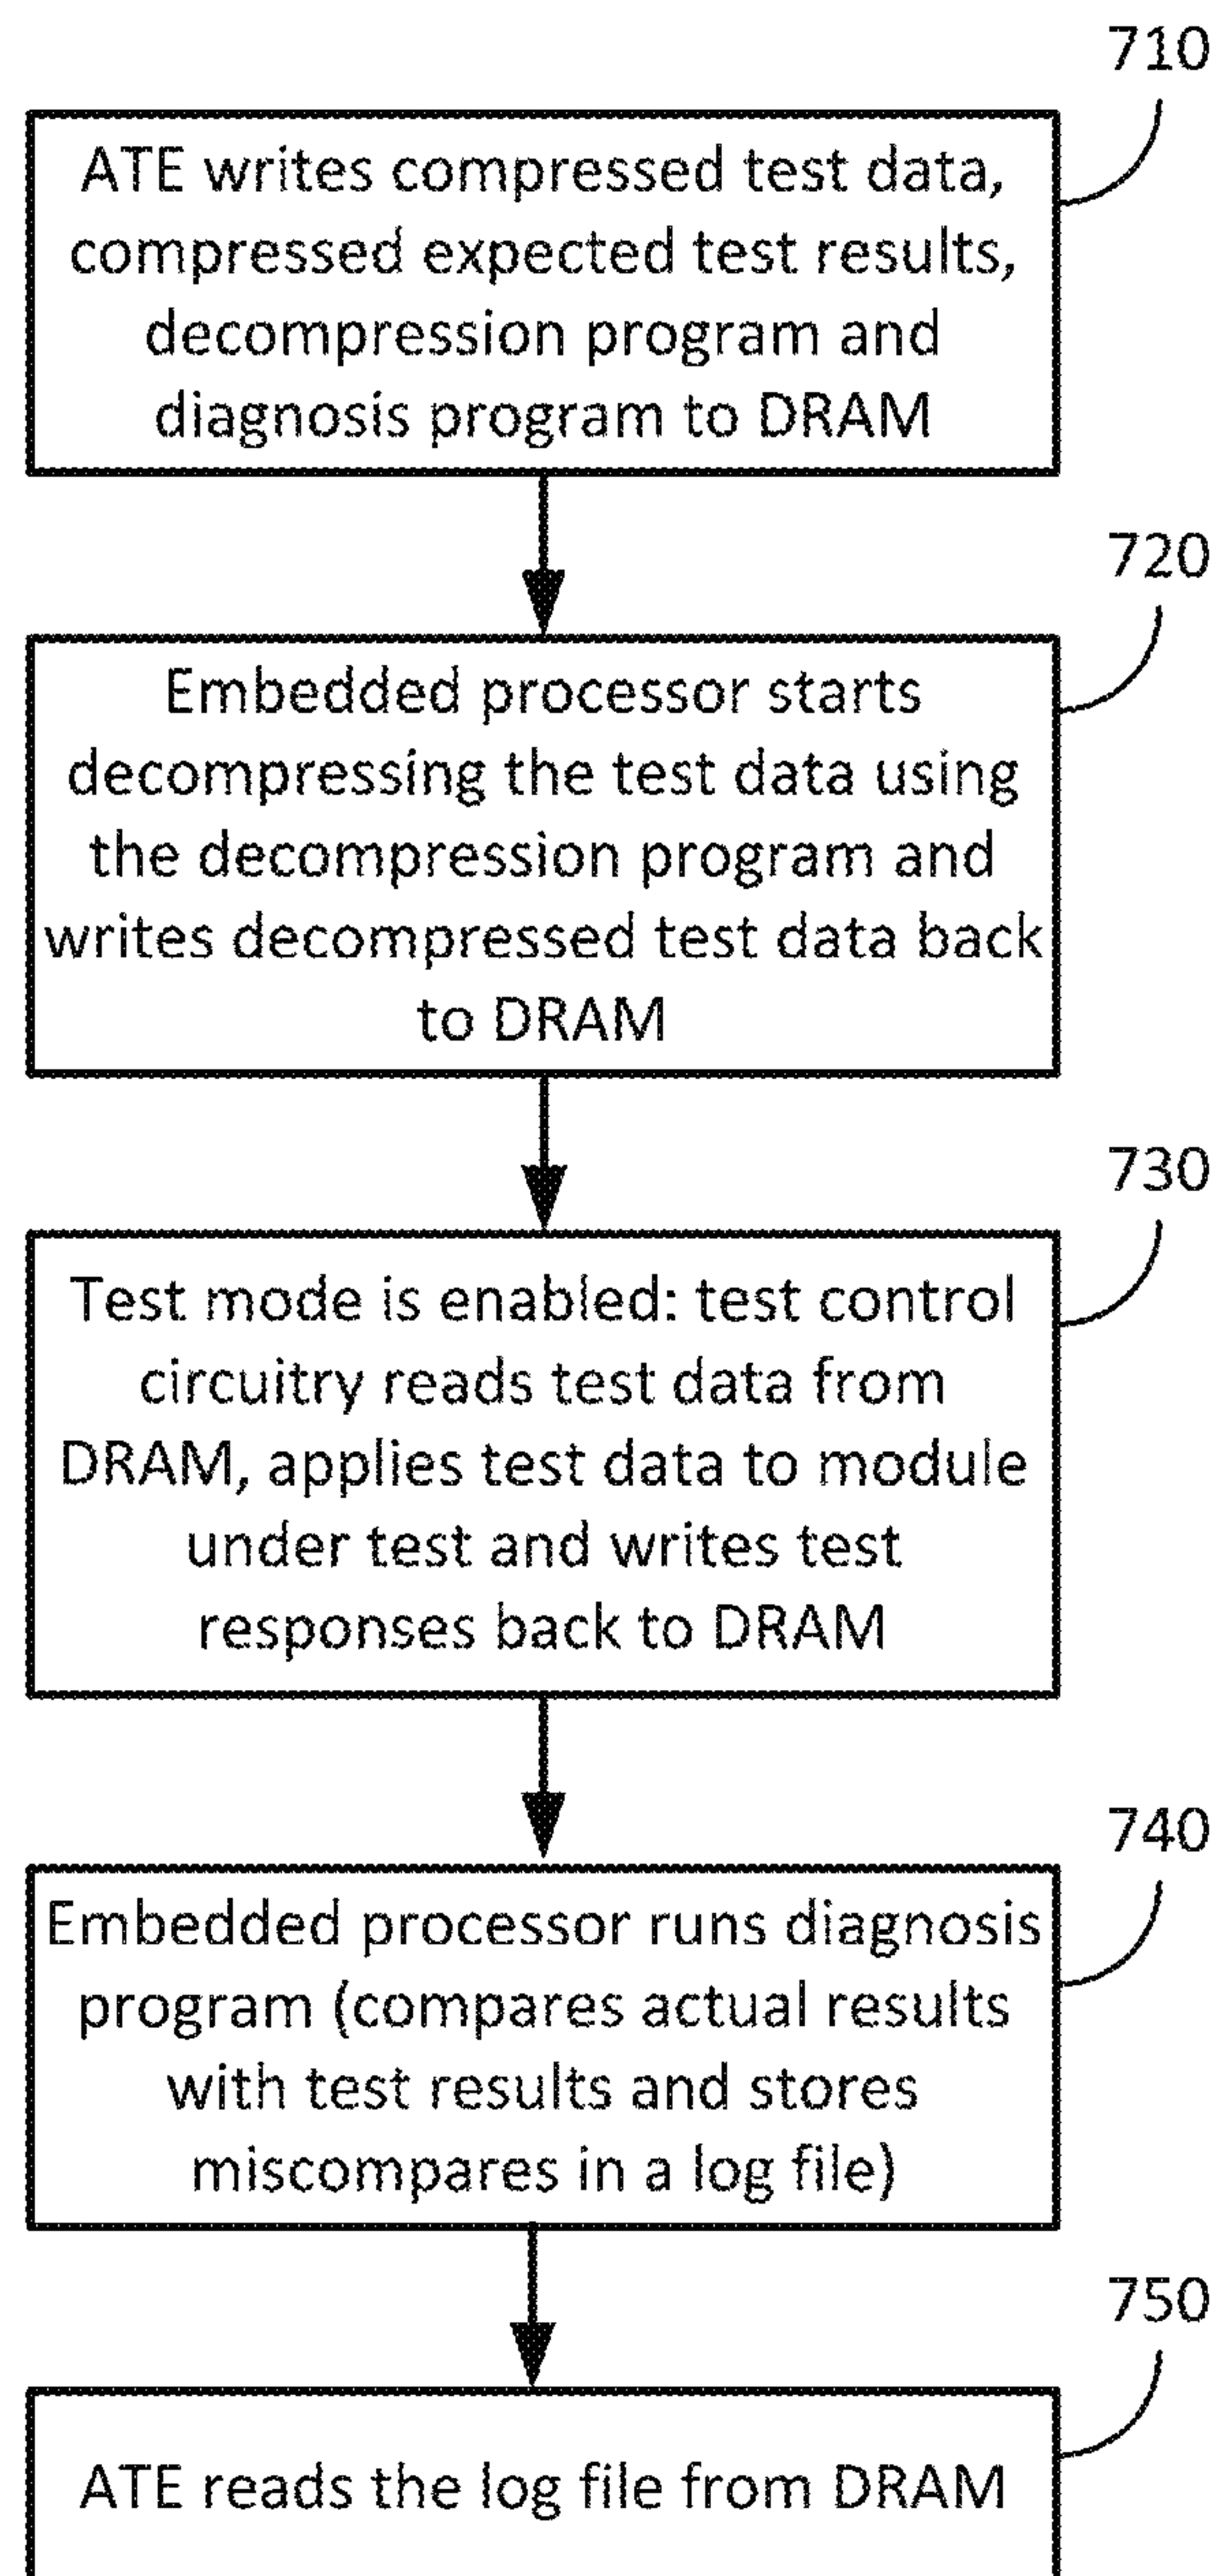 710
ATE writes compressed test data,
compressed expected test results,
decompression program and
diagnosis program to DRAM
720
Embedded processor starts
decompressing the test data using
the decompression program and
writes decompressed test data back
to DRAM
730
Test mode is enabled: test control
circuitry reads test data from
DRAM, applies test data to module
under test and writes test
responses back to DRAM
740
Embedded processor runs diagnosis
program (compares actual results
with test results and stores
miscompares in a log file)
750
ATE reads the log file from DRAM